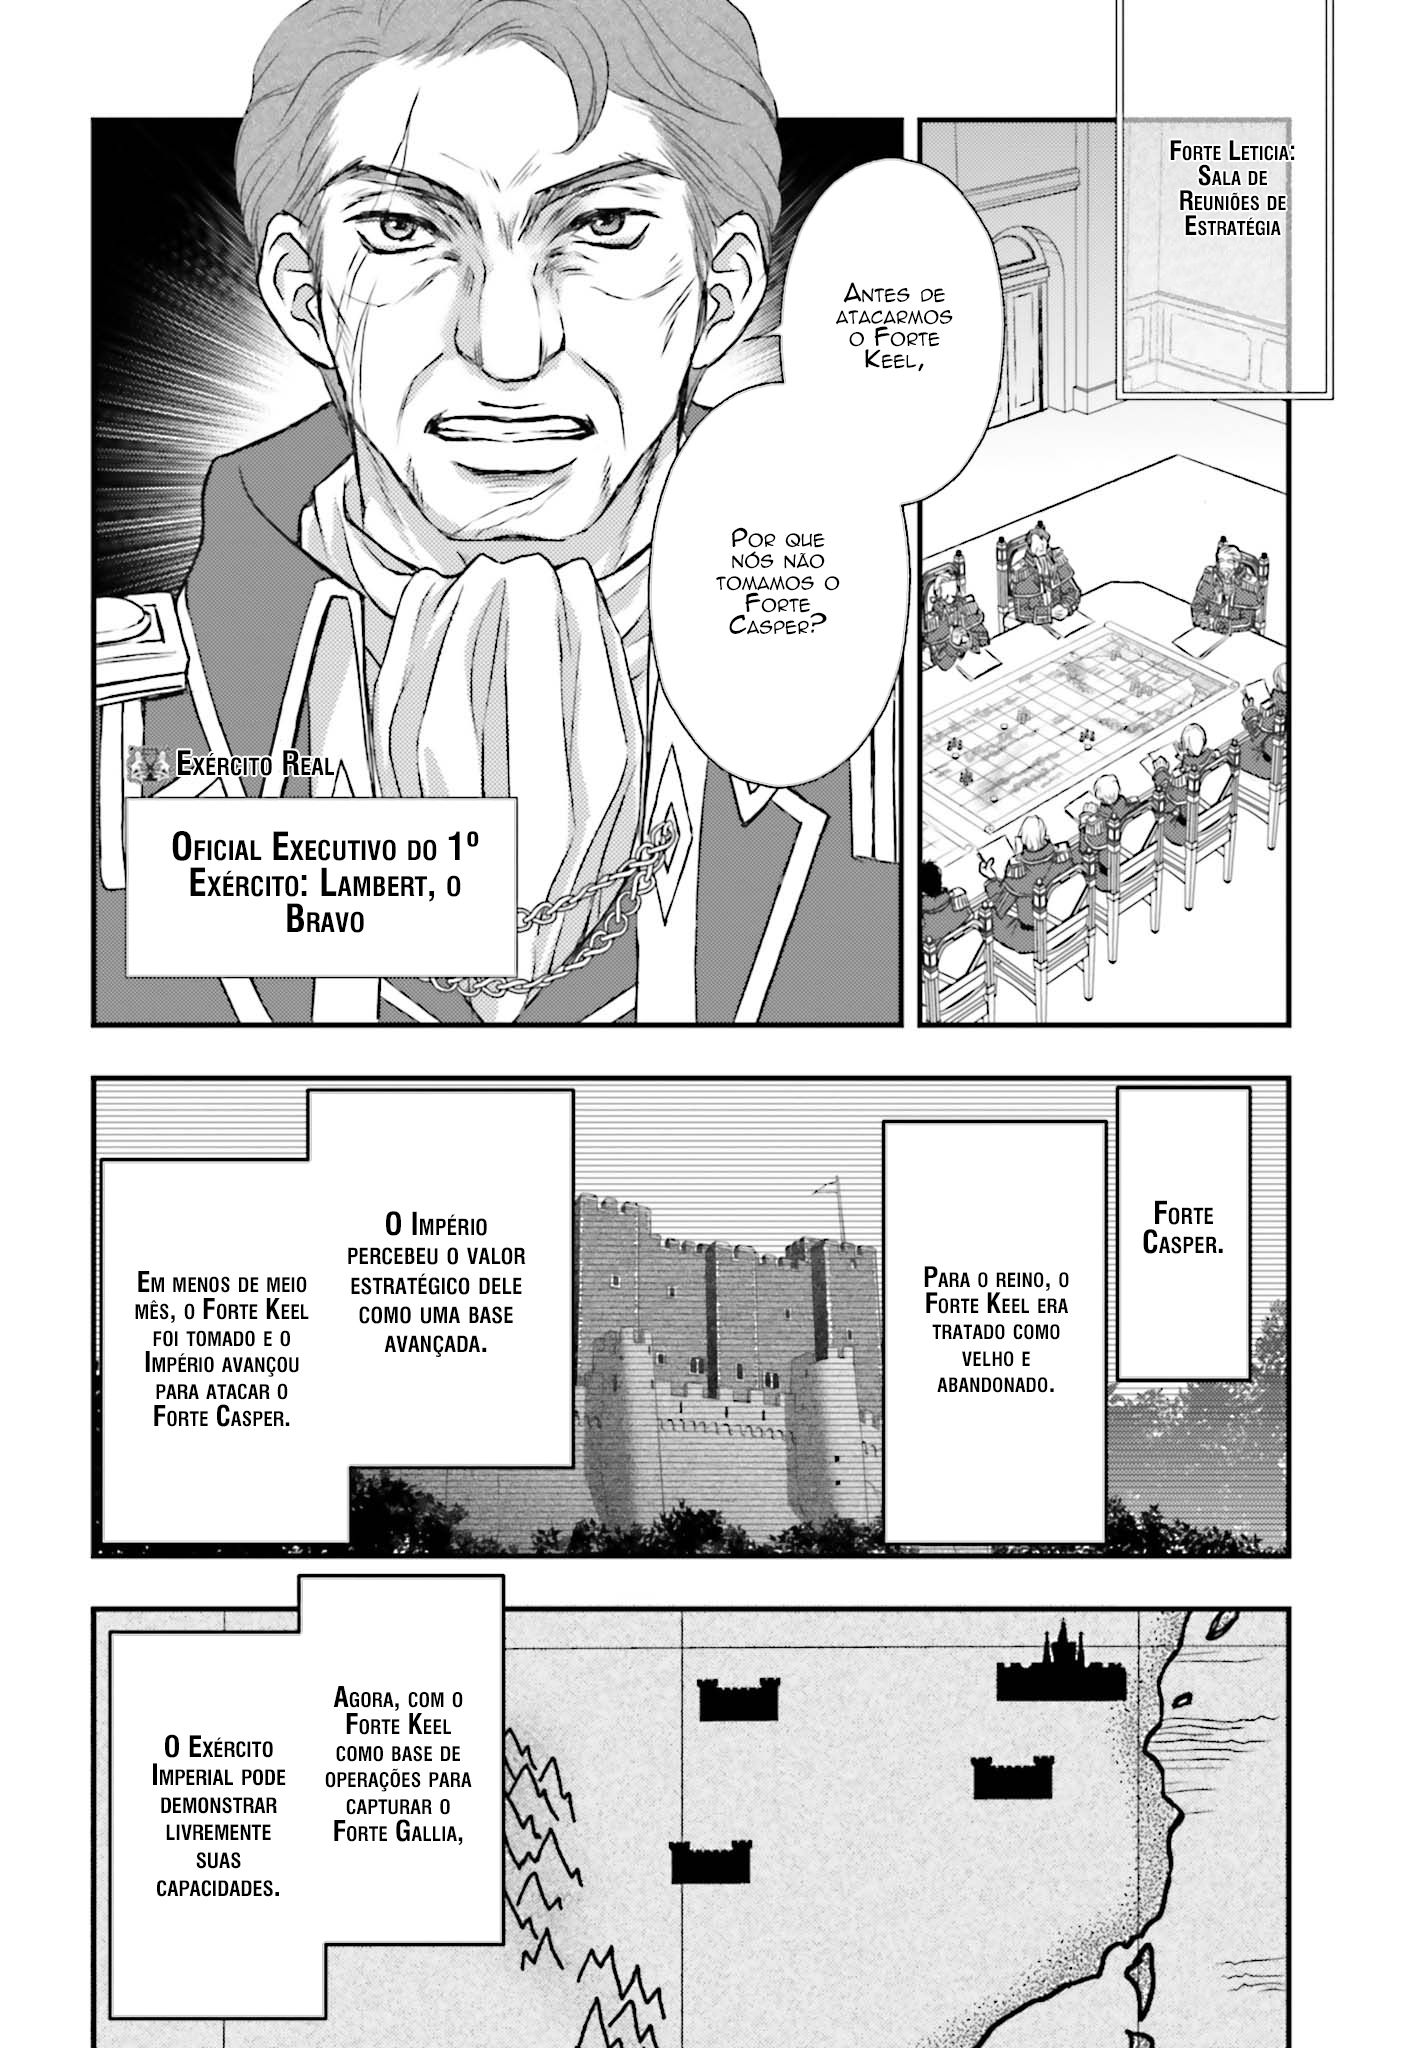 Forte Leticia:
Sala de
Reuniões de
Estratégia
Antes de
atacarmos
o Forte
Keel,
Por que
nós não
tomamos o
Forte
Casper?
Exército Real
Oficial Executivo do 1º
Exército: Lambert, o
Bravo
Forte
Casper.
Para o reino, o
Forte Keel era
tratado como
velho e
abandonado.
O Império
percebeu o valor
estratégico dele
como uma base
avançada.
Em menos de meio
mês, o Forte Keel
foi tomado e o
Império avançou
para atacar o
Forte Casper.
Agora, com o
Forte Keel
como base de
operações para
capturar o
Forte Gallia,
O Exército
Imperial pode
demonstrar
livremente
suas
capacidades.